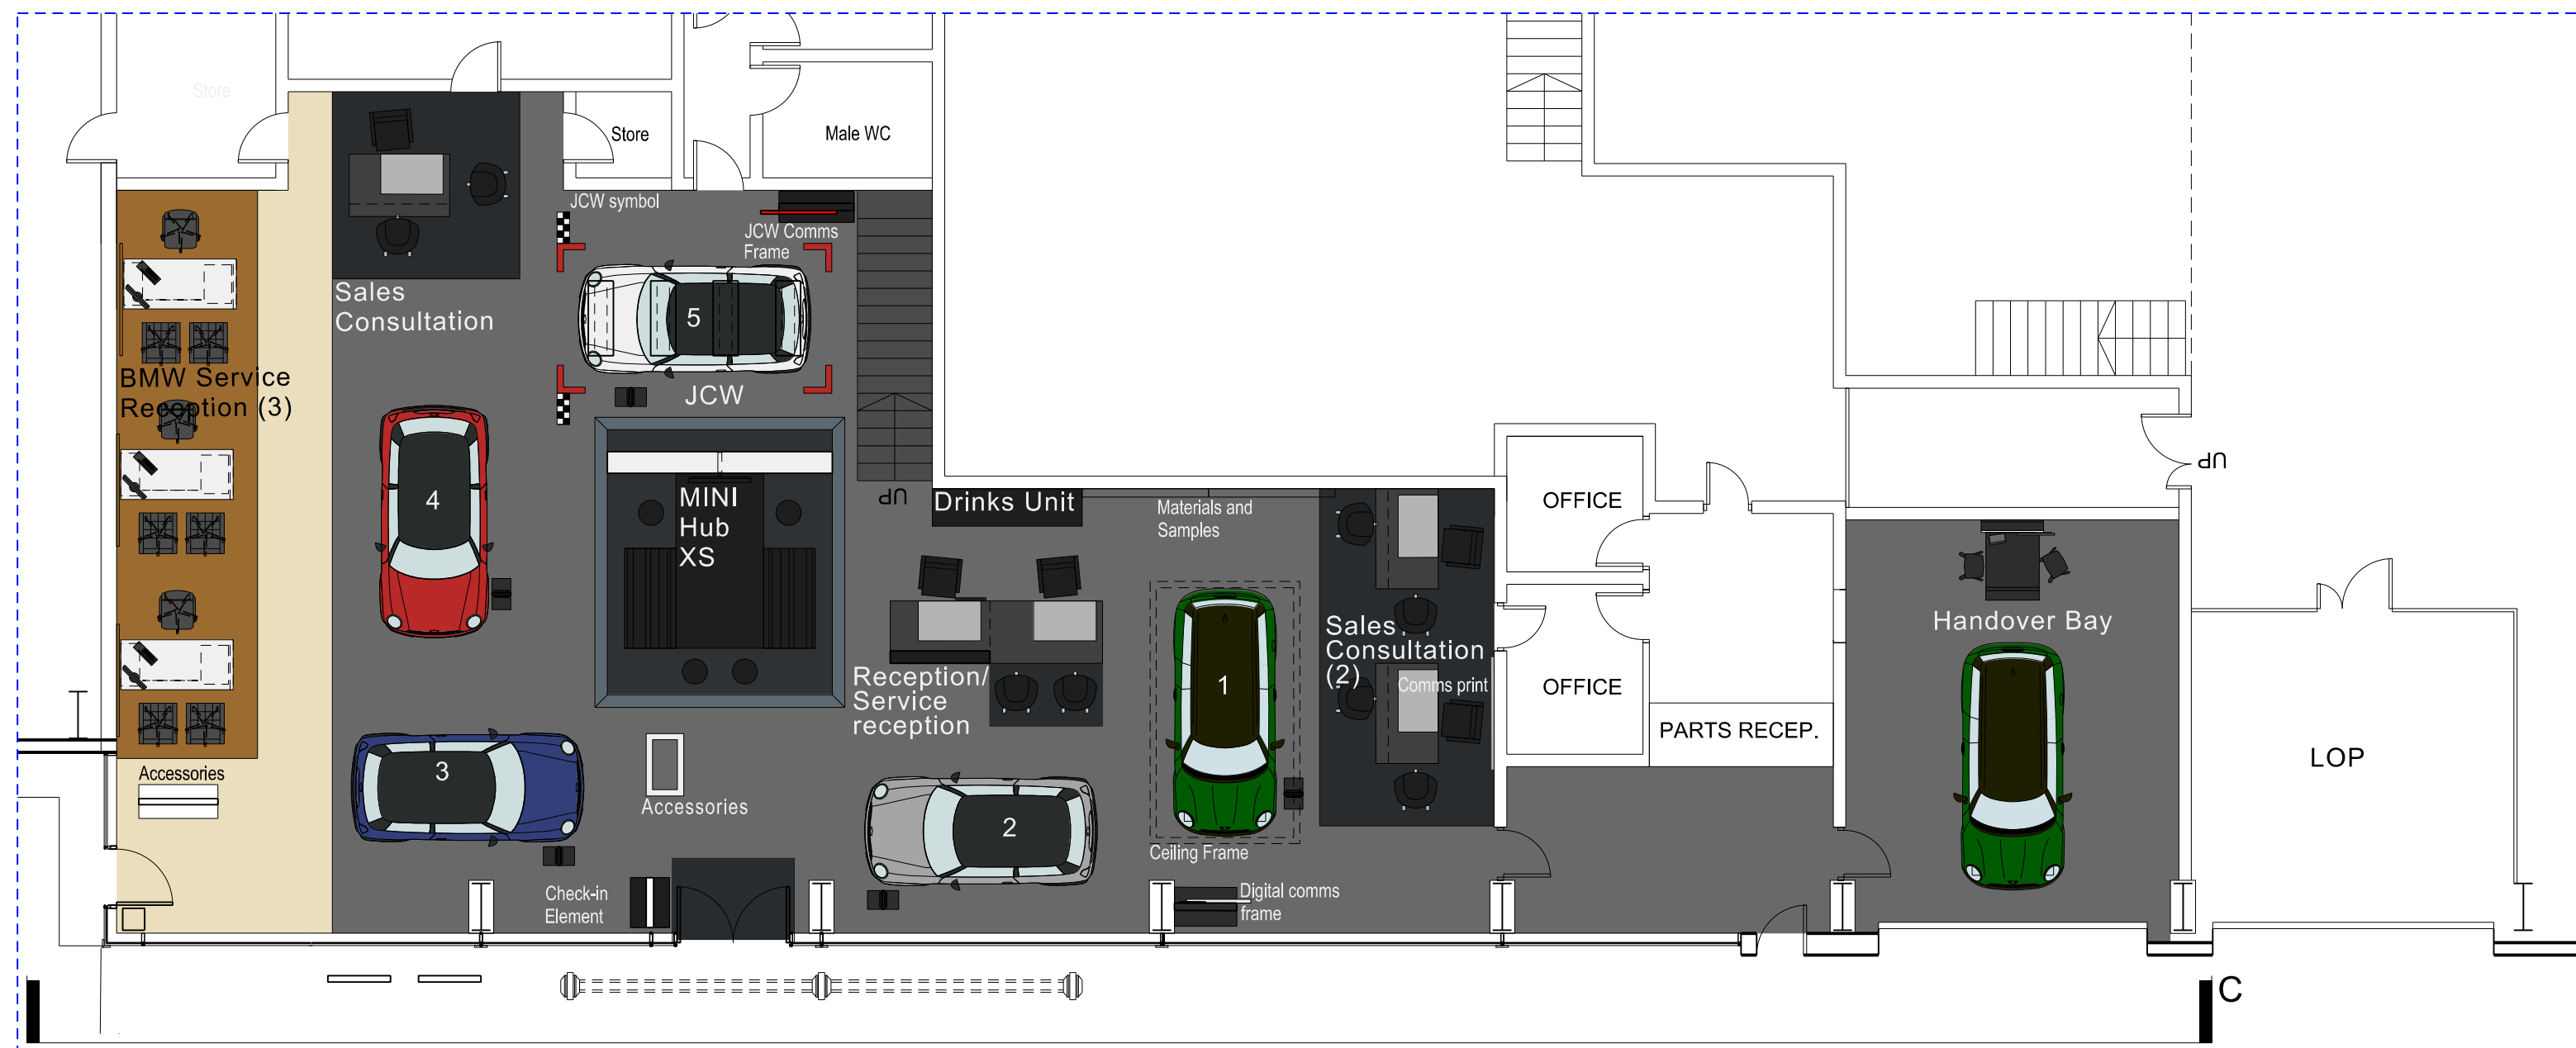 Store
Store
Male WC
JCW symbol
JCW Comms
Frame
Sales
Consultation
5
JCW
BMW Service
Reception (3)
4
MINI
Hub
XS
UP
Drinks Unit
Materials and
Samples
OFFICE
UP
Sales
Consultation
(2)
Comms print
Handover Bay
Reception/
Service
reception
1
OFFICE
PARTS RECEP.
LOP
Accessories
3
Accessories
2
Ceiling Frame
Check-in
Element
Digital comms
frame
C